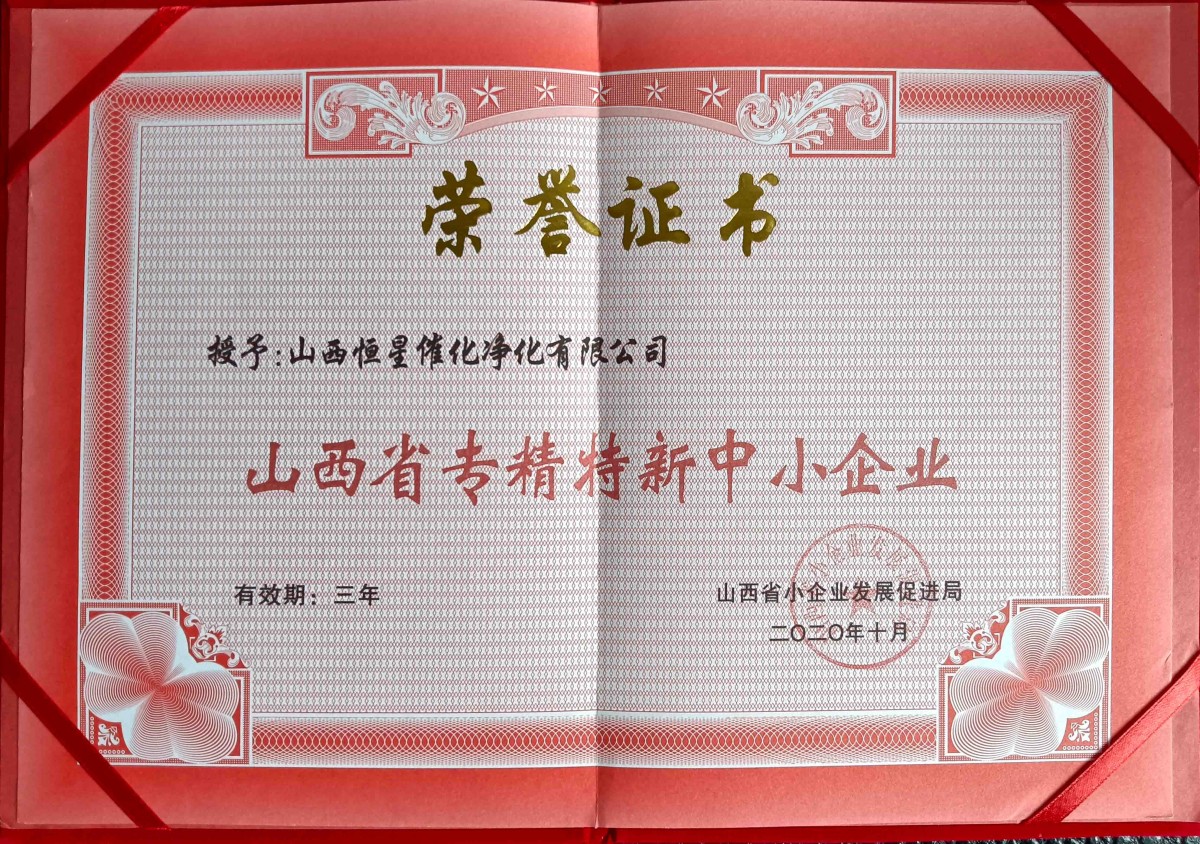 荣誉证书
授予:山西恒星催化净化有限公司
山西省专精特新中小企业
有效期：三年
山西省小企业发展促进局
二〇二〇年十月